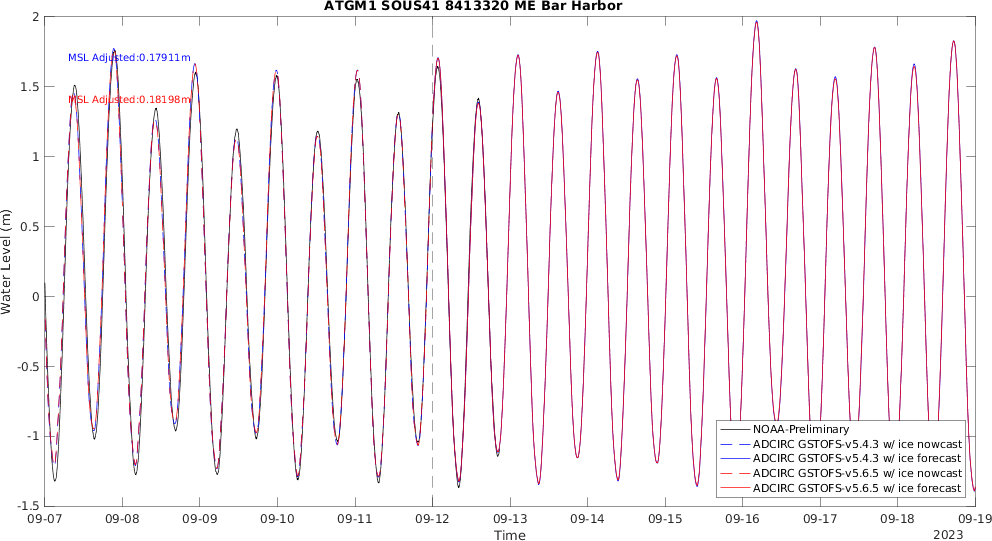 ATGM1 SOUS41 8413320 ME Bar Harbor
2
MSL Adjusted:0.17911m
1.5
MSL Adjusted:0.18198m
1
0.5
Water Level (m)
0
-0.5
-1
NOAA-Preliminary
ADCIRC GSTOFS-v5.4.3 w/ ice nowcast
ADCIRC GSTOFS-v5.4.3 w/ ice forecast
ADCIRC GSTOFS-v5.6.5 w/ ice nowcast
ADCIRC GSTOFS-v5.6.5 w/ ice forecast
-1.5
09-07 09-08 09-09 09-10 09-11 09-12 09-13 09-14 09-15 09-16 09-17 09-18 09-19
Time
2023